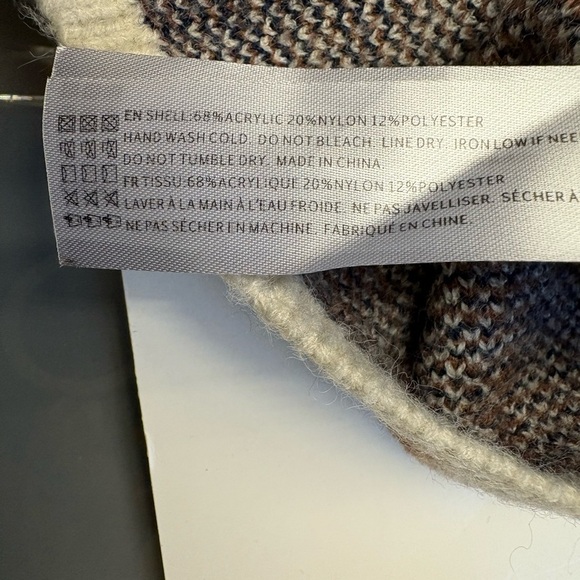 EN SHELL:68%ACRYLIC 20%NYLON 12%POLYESTER
HAND WASH COLD. DO NOT BLEACH. LINE DRY. IRON LOW IF NEE
DO NOT TUMBLE DRY. MADE IN CHINA
FR TISSU:68%ACRYLIQUE 20%NYLON 12%POLYESTER
LAVER À LA MAIN À L'EAU FROIDE. NE PAS JAVELLISER. SÉCHER À
NE PAS SÉCHER EN MACHINE. FABRIQUÉ EN CHINE.